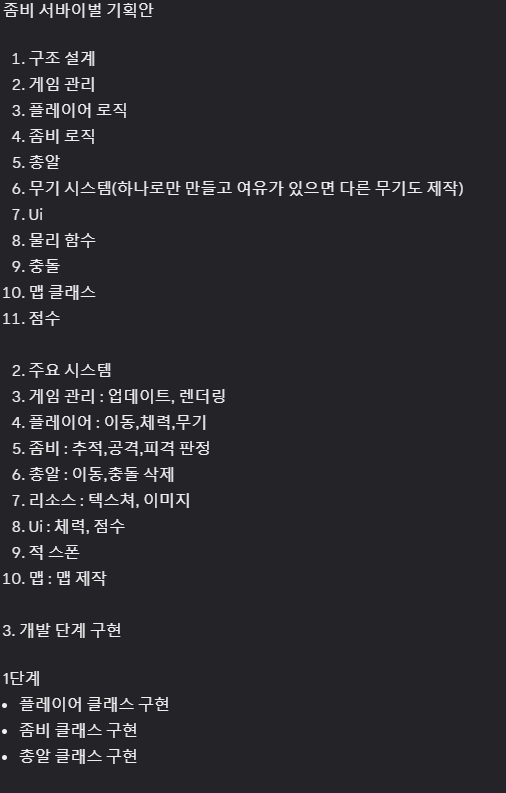 좀비 서바이벌 기획안
1. 구조 설계
2. 게임 관리
3. 플레이어 로직
4. 좀비 로직
5. 총알
6. 무기 시스템(하나로만 만들고 여유가 있으면 다른 무기도 제작)
7. Ui
8. 물리 함수
9. 충돌
10. 맵 클래스
11. 점수
2. 주요 시스템
3. 게임 관리 : 업데이트, 렌더링
4. 플레이어 : 이동,체력,무기
5. 좀비 : 추적,공격,피격 판정
6. 총알 : 이동,충돌 삭제
7. 리소스 : 텍스쳐, 이미지
8. Ui : 체력, 점수
9. 적 스폰
10. 맵 : 맵 제작
3. 개발 단계 구현
1단계
• 플레이어 클래스 구현
• 좀비 클래스 구현
• 총알 클래스 구현